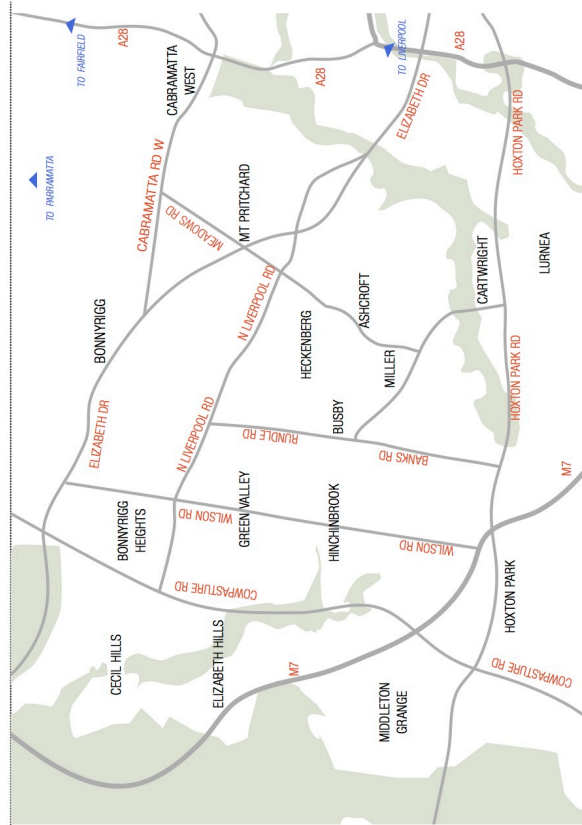 TO FAIRFIELD
A28
TO LIVERPOOL
A28
TO PARRAMATTA
CABRAMATTA
WEST
A28
ELIZABETH DR
HOXTON PARK RD
CABRAMATTA RD W
MEADOWS RD
MT PRITCHARD
N LIVERPOOL RD
CARTWRIGHT
LURNEA
BONNYRIGG
HECKENBERG
ASHCROFT
MILLER
HOXTON PARK RD
ELIZABETH DR
N LIVERPOOL RD
RUNDLE RD
BUSBY
BANKS RD
M7
BONNYRIGG
HEIGHTS
WILSON RD
GREEN VALLEY
HINCHINBROOK
WILSON RD
COWPASTURE RD
HOXTON PARK
CECIL HILLS
ELIZABETH HILLS
M7
MIDDLETON
GRANGE
COWPASTURE RD